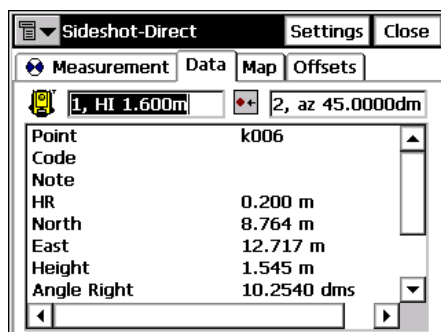 Sideshot-Direct Settings Close
Measurement Data Map Offsets
1, HI 1.600m 2, az 45.0000dm
Point k006
Code
Note
HR 0.200 m
North 8.764 m
East 12.717 m
Height 1.545 m
Angle Right 10.2540 dms